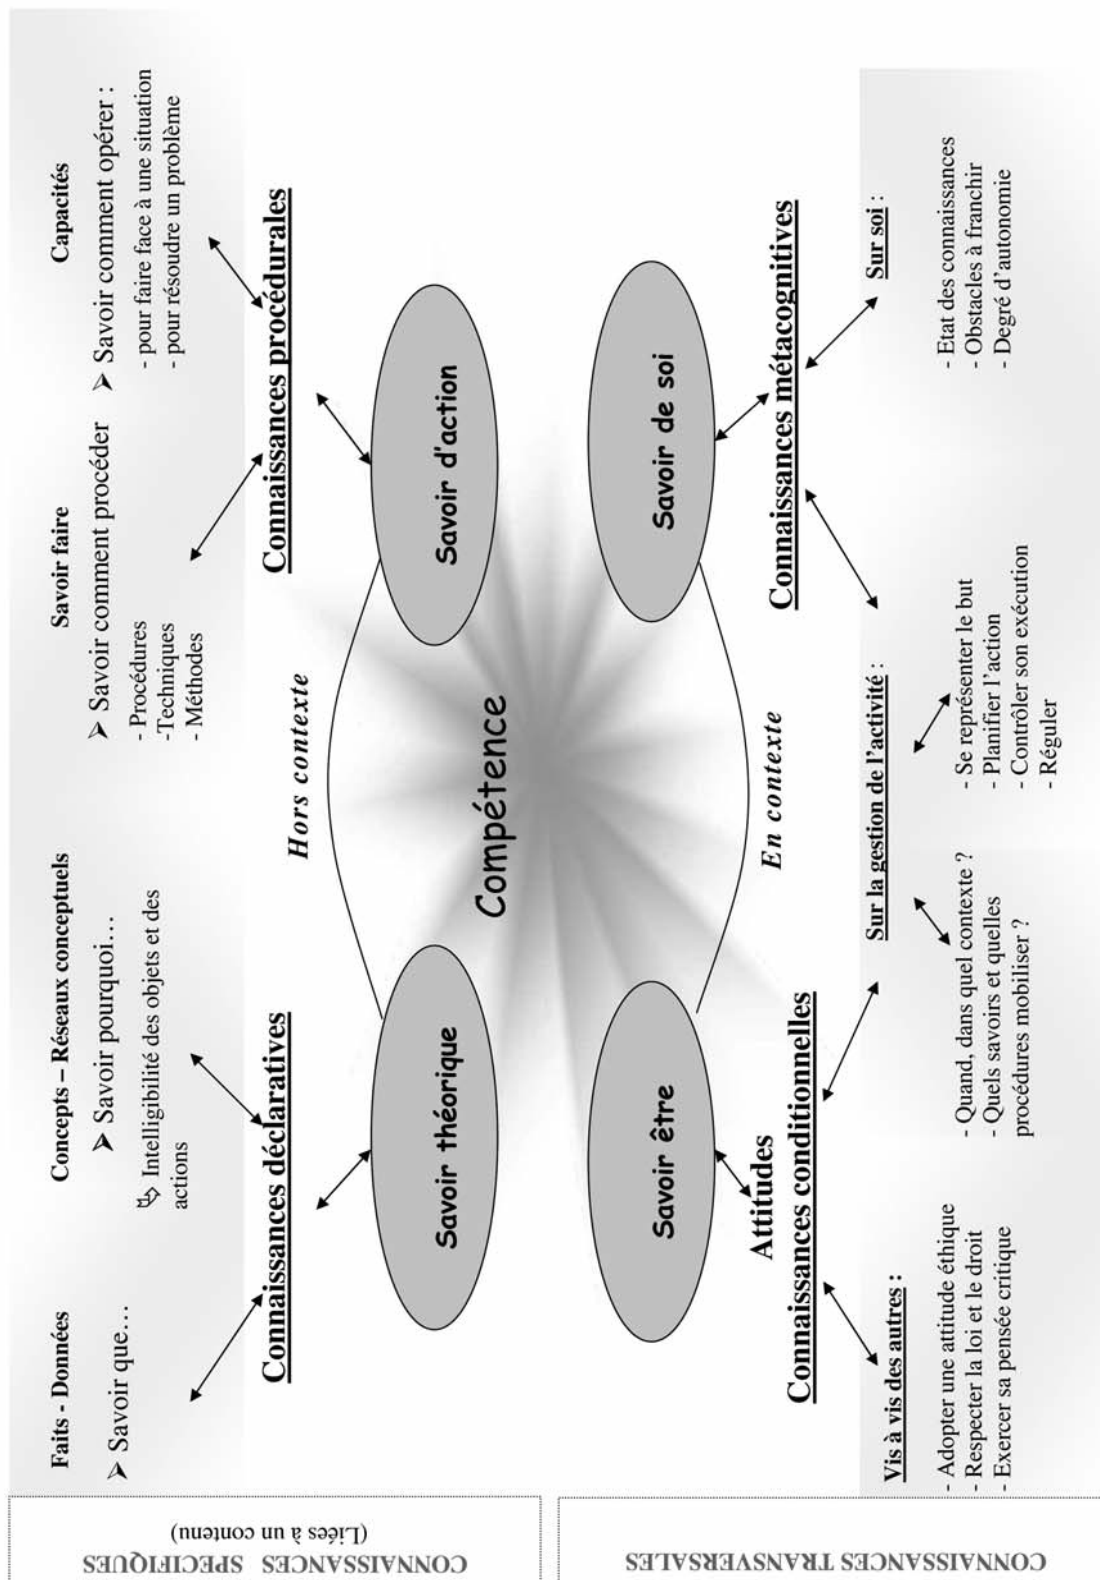 CONNAISSANCES SPECIFIQUES
(Liées à un contenu)
Faits - Données
Concepts – Réseaux conceptuels
Savoir faire
Capacités
➢ Savoir que…
➢ Savoir pourquoi…
Intelligibilité des objets et des
actions
➢ Savoir comment procéder
- Procédures
-Techniques
- Méthodes
➢ Savoir comment opérer :
- pour faire face à une situation
- pour résoudre un problème
Connaissances déclaratives
Connaissances procédurales
Hors contexte
Savoir théorique
Savoir d'action
Compétence
Savoir être
Savoir de soi
En contexte
Attitudes
Connaissances conditionnelles
Connaissances métacognitives
CONNAISSANCES TRANSVERSALES
Vis à vis des autres :
- Adopter une attitude éthique
- Respecter la loi et le droit
- Exercer sa pensée critique
Sur la gestion de l'activité :
- Quand, dans quel contexte ?
- Quels savoirs et quelles
procédures mobiliser ?
- Se représenter le but
- Planifier l'action
- Contrôler son exécution
- Réguler
Sur soi :
- Etat des connaissances
- Obstacles à franchir
- Degré d'autonomie